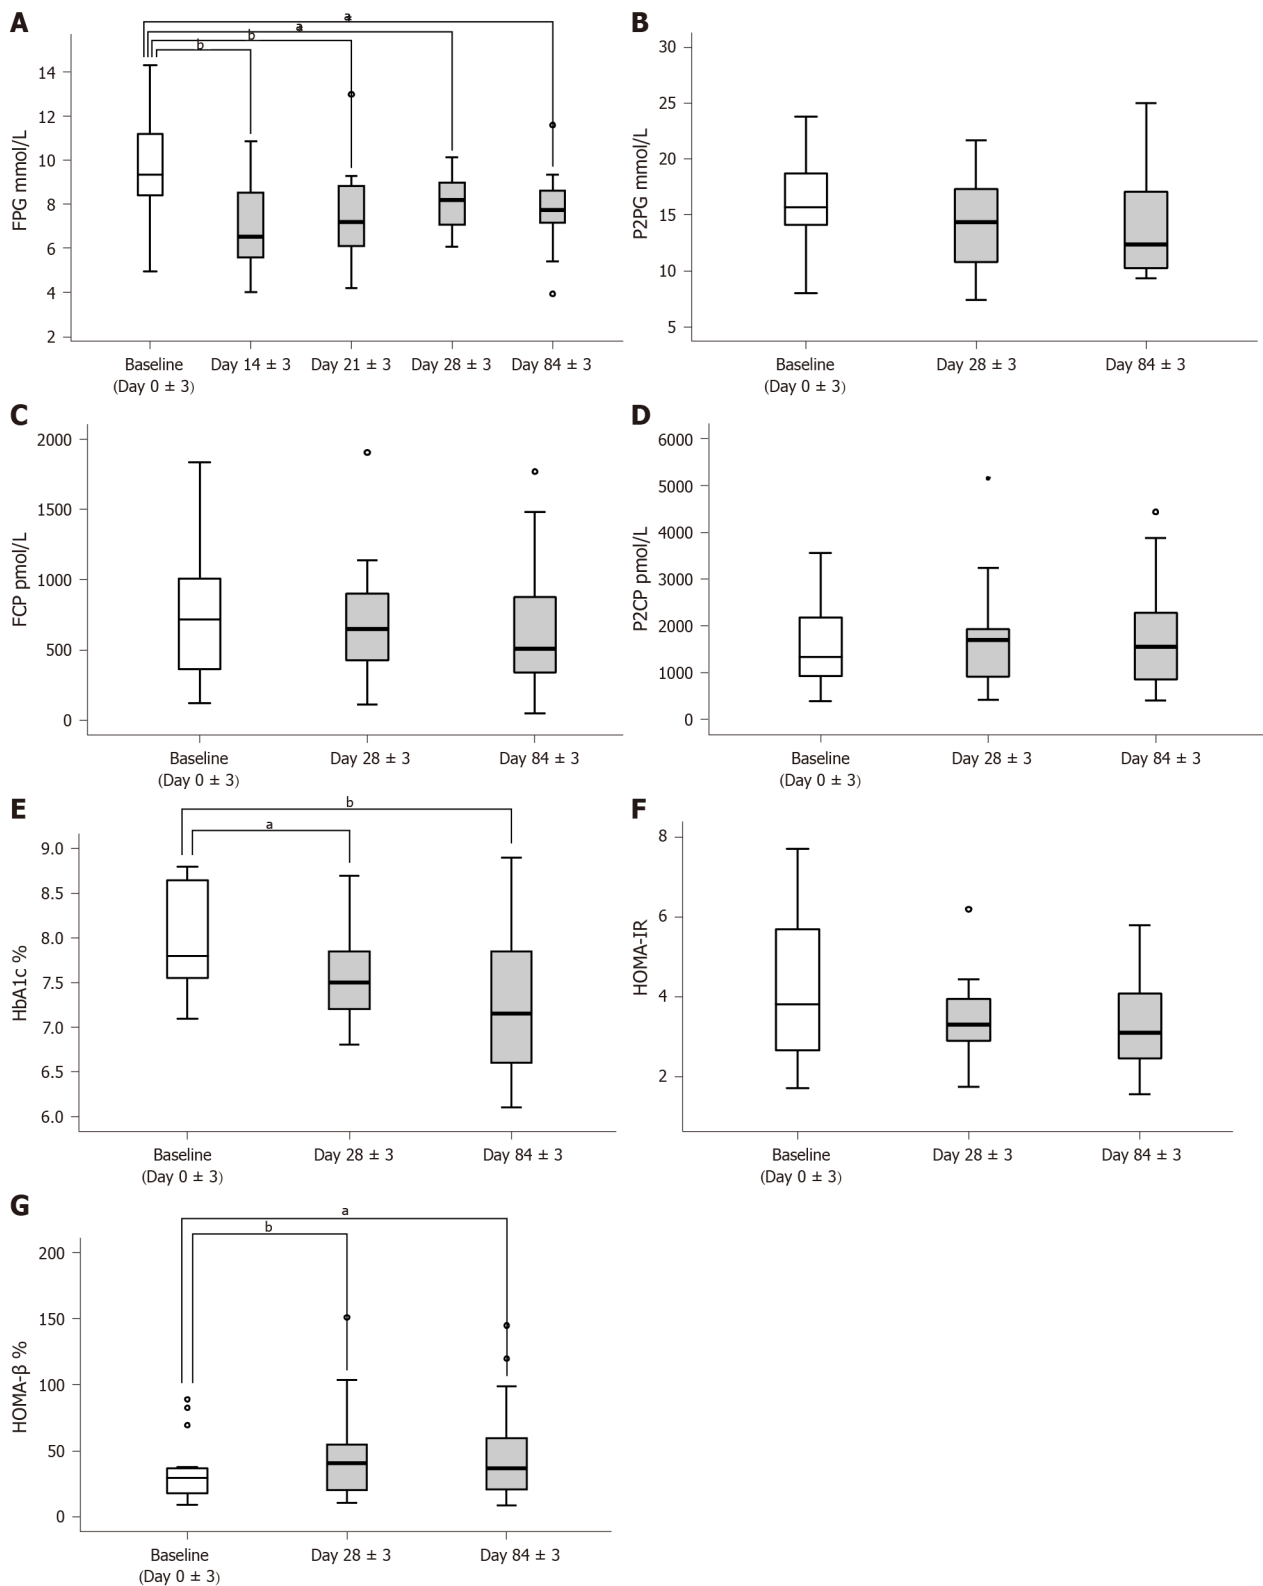 A
a
a
b
b
FPG mmol/L
14
12
10
8
6
4
2
Baseline
(Day 0 ± 3)
Day 14 ± 3
Day 21 ± 3
Day 28 ± 3
Day 84 ± 3
B
P2PG mmol/L
30
25
20
15
10
5
Baseline
(Day 0 ± 3)
Day 28 ± 3
Day 84 ± 3
C
FCP pmol/L
2000
1500
1000
500
0
Baseline
(Day 0 ± 3)
Day 28 ± 3
Day 84 ± 3
D
P2CP pmol/L
6000
5000
4000
3000
2000
1000
0
Baseline
(Day 0 ± 3)
Day 28 ± 3
Day 84 ± 3
E
b
a
HbA1c %
9.0
8.5
8.0
7.5
7.0
6.5
6.0
Baseline
(Day 0 ± 3)
Day 28 ± 3
Day 84 ± 3
F
HOMA-IR
8
6
4
2
Baseline
(Day 0 ± 3)
Day 28 ± 3
Day 84 ± 3
G
a
b
HOMA-β %
200
150
100
50
0
Baseline
(Day 0 ± 3)
Day 28 ± 3
Day 84 ± 3